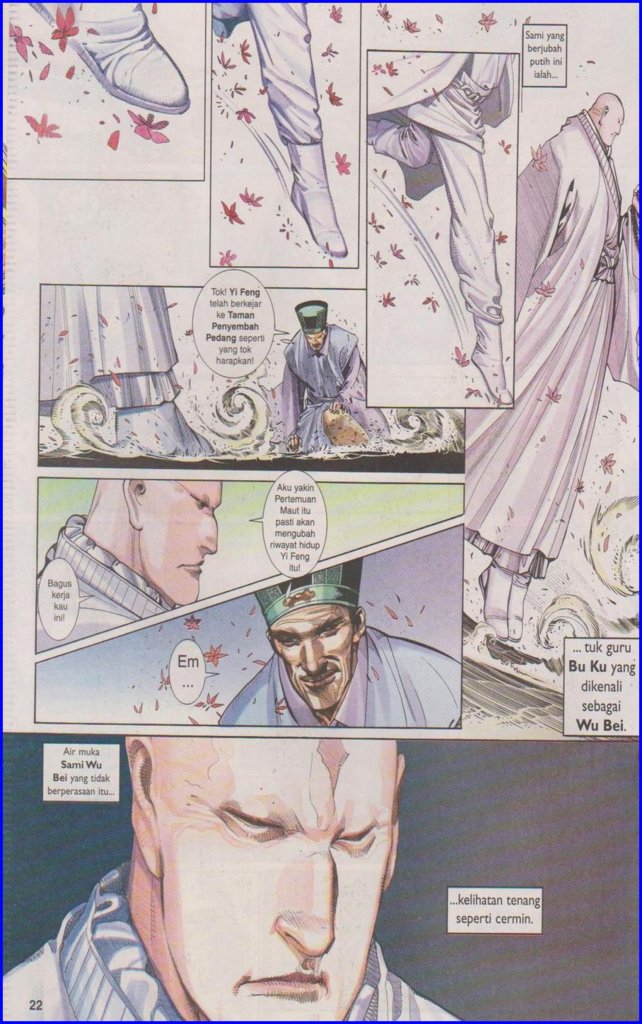 Sami yang
berjubah
putih ini
ialah...
Tok! Yi Feng
telah berkejar
ke Taman
Penyembah
Pedang seperti
yang tok
harapkan!
Aku yakin
Pertemuan
Maut itu
pasti akan
mengubah
riwayat hidup
Yi Feng
itu!
Bagus
kerja
kau
ini!
Em
...
... tuk guru
Bu Ku yang
dikenali
sebagai
Wu Bei.
Air muka
Sami Wu
Bei yang tidak
berperasaan itu...
...kelihatan tenang
seperti cermin.
22